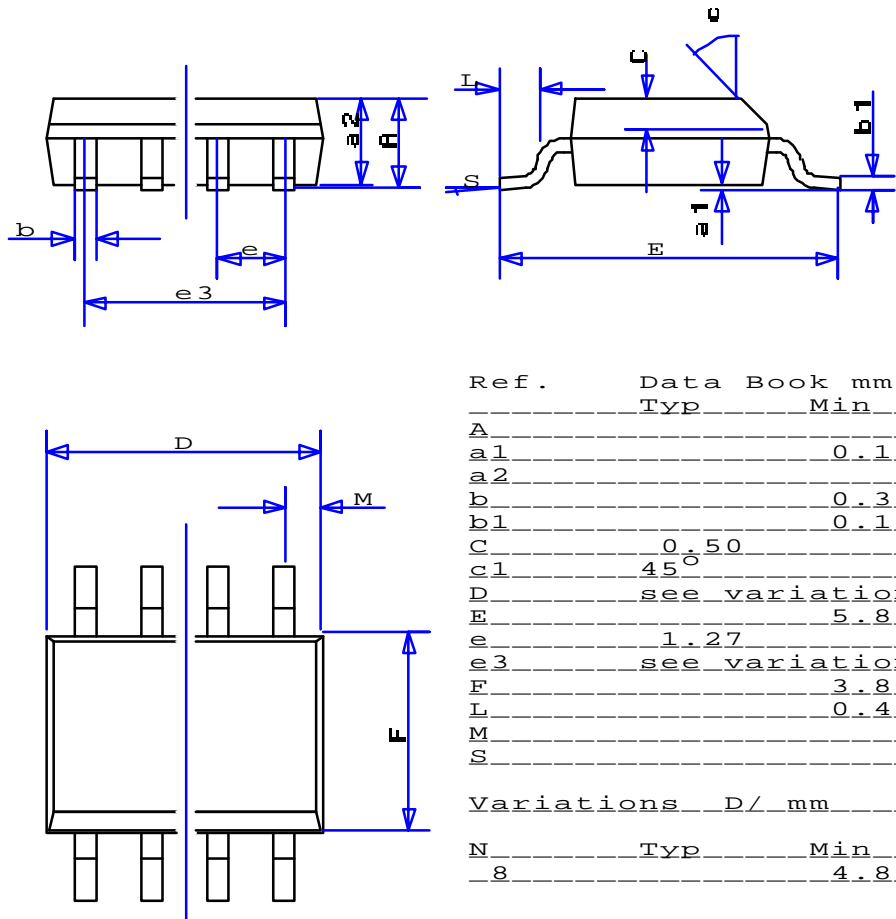 c
L
C
a2
A
b1
S
a1
b
e
E
e3
D
M
F
Ref. Data Book mm
Typ Min
A
a1 0.1
a2
b 0.3
b1 0.1
C 0.50
c1 45°
D see variation
E 5.8
e 1.27
e3 see variation
F 3.8
L 0.4
M
S
Variations D/ mm
N Typ Min
8 4.8